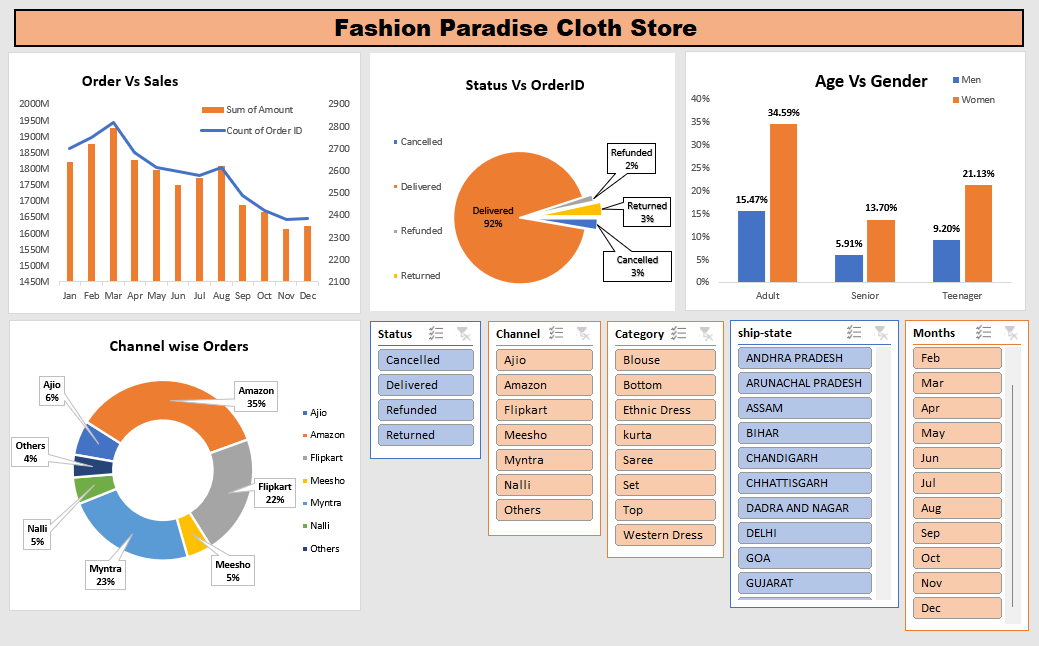 Fashion Paradise Cloth Store
Order Vs Sales
Sum of Amount
Count of Order ID
2000M
1950M
1900M
1850M
1800M
1750M
1700M
1650M
1600M
1550M
1500M
1450M
2900
2800
2700
2600
2500
2400
2300
2200
2100
Jan Feb Mar Apr May Jun Jul Aug Sep Oct Nov Dec
Status Vs OrderID
Cancelled
Delivered
Refunded
Returned
Delivered
92%
Refunded
2%
Returned
3%
Cancelled
3%
Age Vs Gender
Men
Women
40%
35%
30%
25%
20%
15%
10%
5%
0%
15.47%
34.59%
5.91%
13.70%
9.20%
21.13%
Adult Senior Teenager
Channel wise Orders
Ajio
6%
Amazon
35%
Others
4%
Flipkart
22%
Nalli
5%
Myntra
23%
Meesho
5%
Ajio
Amazon
Flipkart
Meesho
Myntra
Nalli
Others
Status
Cancelled
Delivered
Refunded
Returned
Channel
Ajio
Amazon
Flipkart
Meesho
Myntra
Nalli
Others
Category
Blouse
Bottom
Ethnic Dress
kurta
Saree
Set
Top
Western Dress
ship-state
ANDHRA PRADESH
ARUNACHAL PRADESH
ASSAM
BIHAR
CHANDIGARH
CHHATTISGARH
DADRA AND NAGAR
DELHI
GOA
GUJARAT
Months
Feb
Mar
Apr
May
Jun
Jul
Aug
Sep
Oct
Nov
Dec